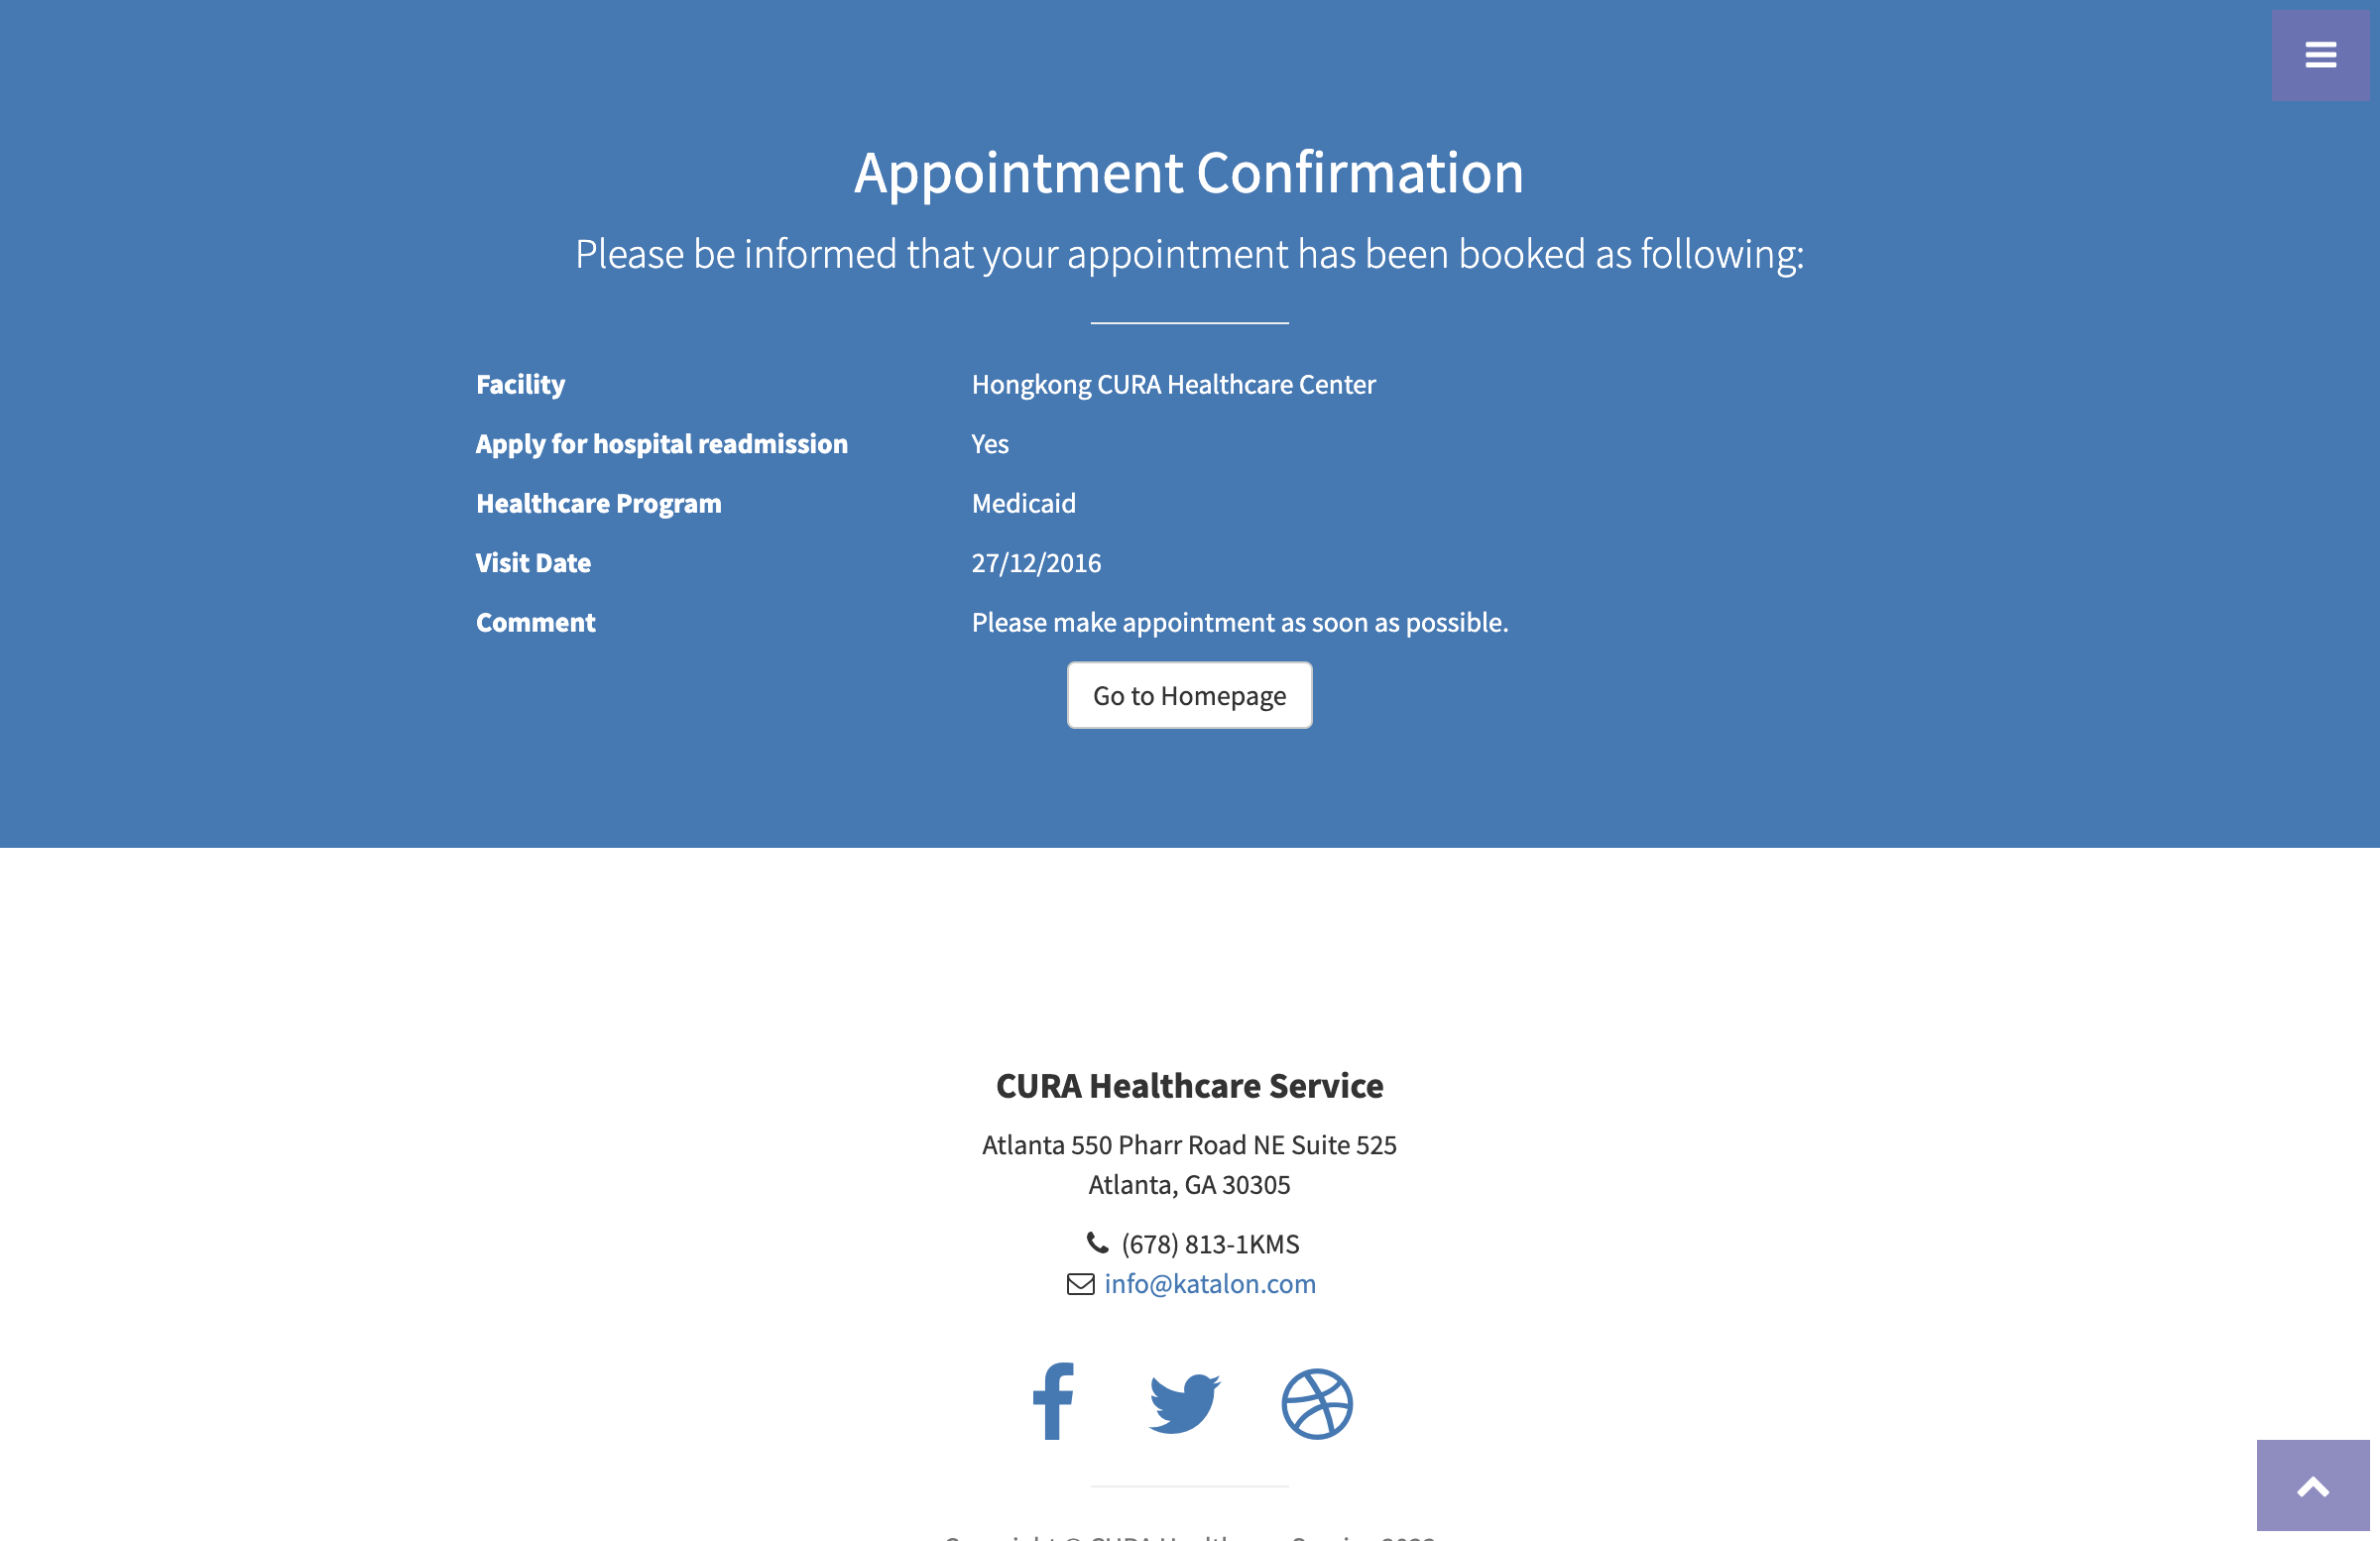 Appointment Confirmation
Please be informed that your appointment has been booked as following:
Facility Hongkong CURA Healthcare Center
Apply for hospital readmission Yes
Healthcare Program Medicaid
Visit Date 27/12/2016
Comment Please make appointment as soon as possible.
Go to Homepage
CURA Healthcare Service
Atlanta 550 Pharr Road NE Suite 525
Atlanta, GA 30305
(678) 813-1KMS
info@katalon.com